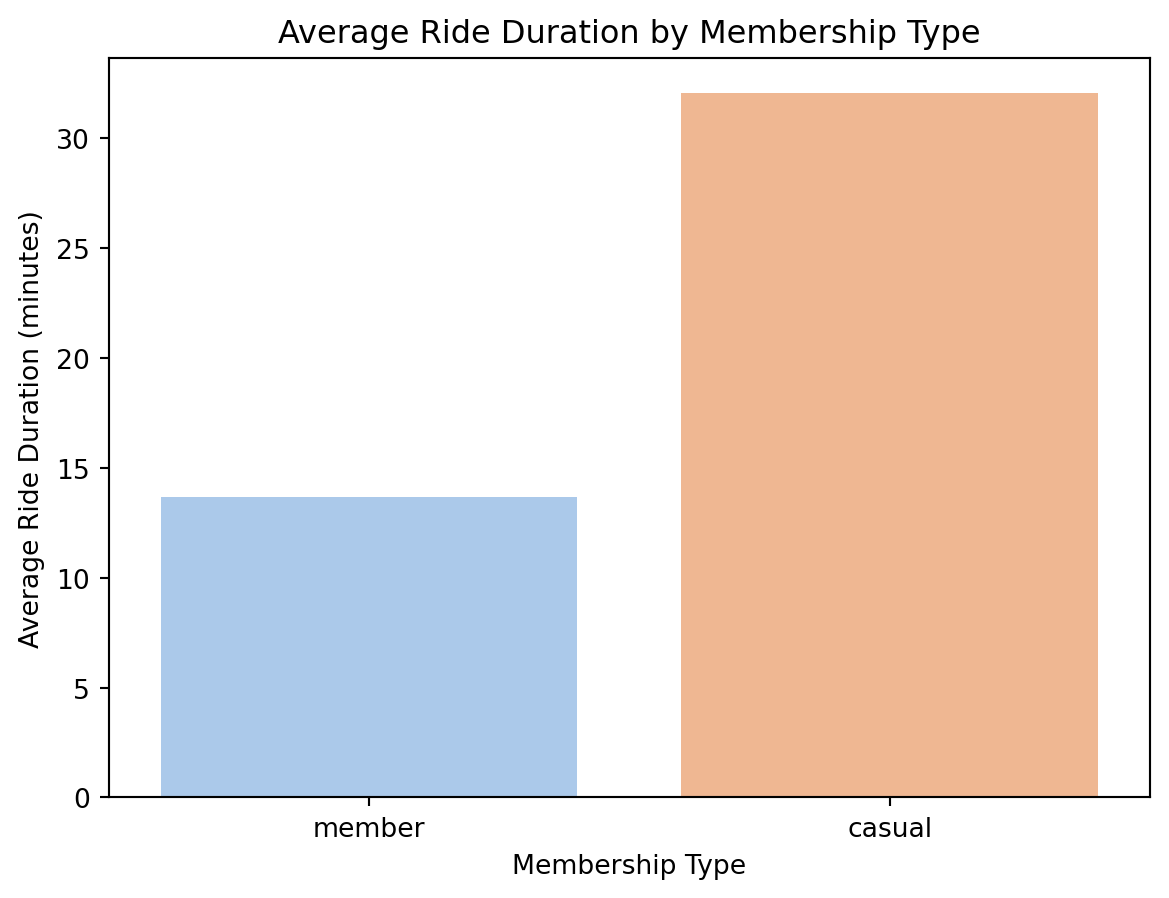 Average Ride Duration by Membership Type
Average Ride Duration (minutes)
30
25
20
15
10
5
0
member
casual
Membership Type